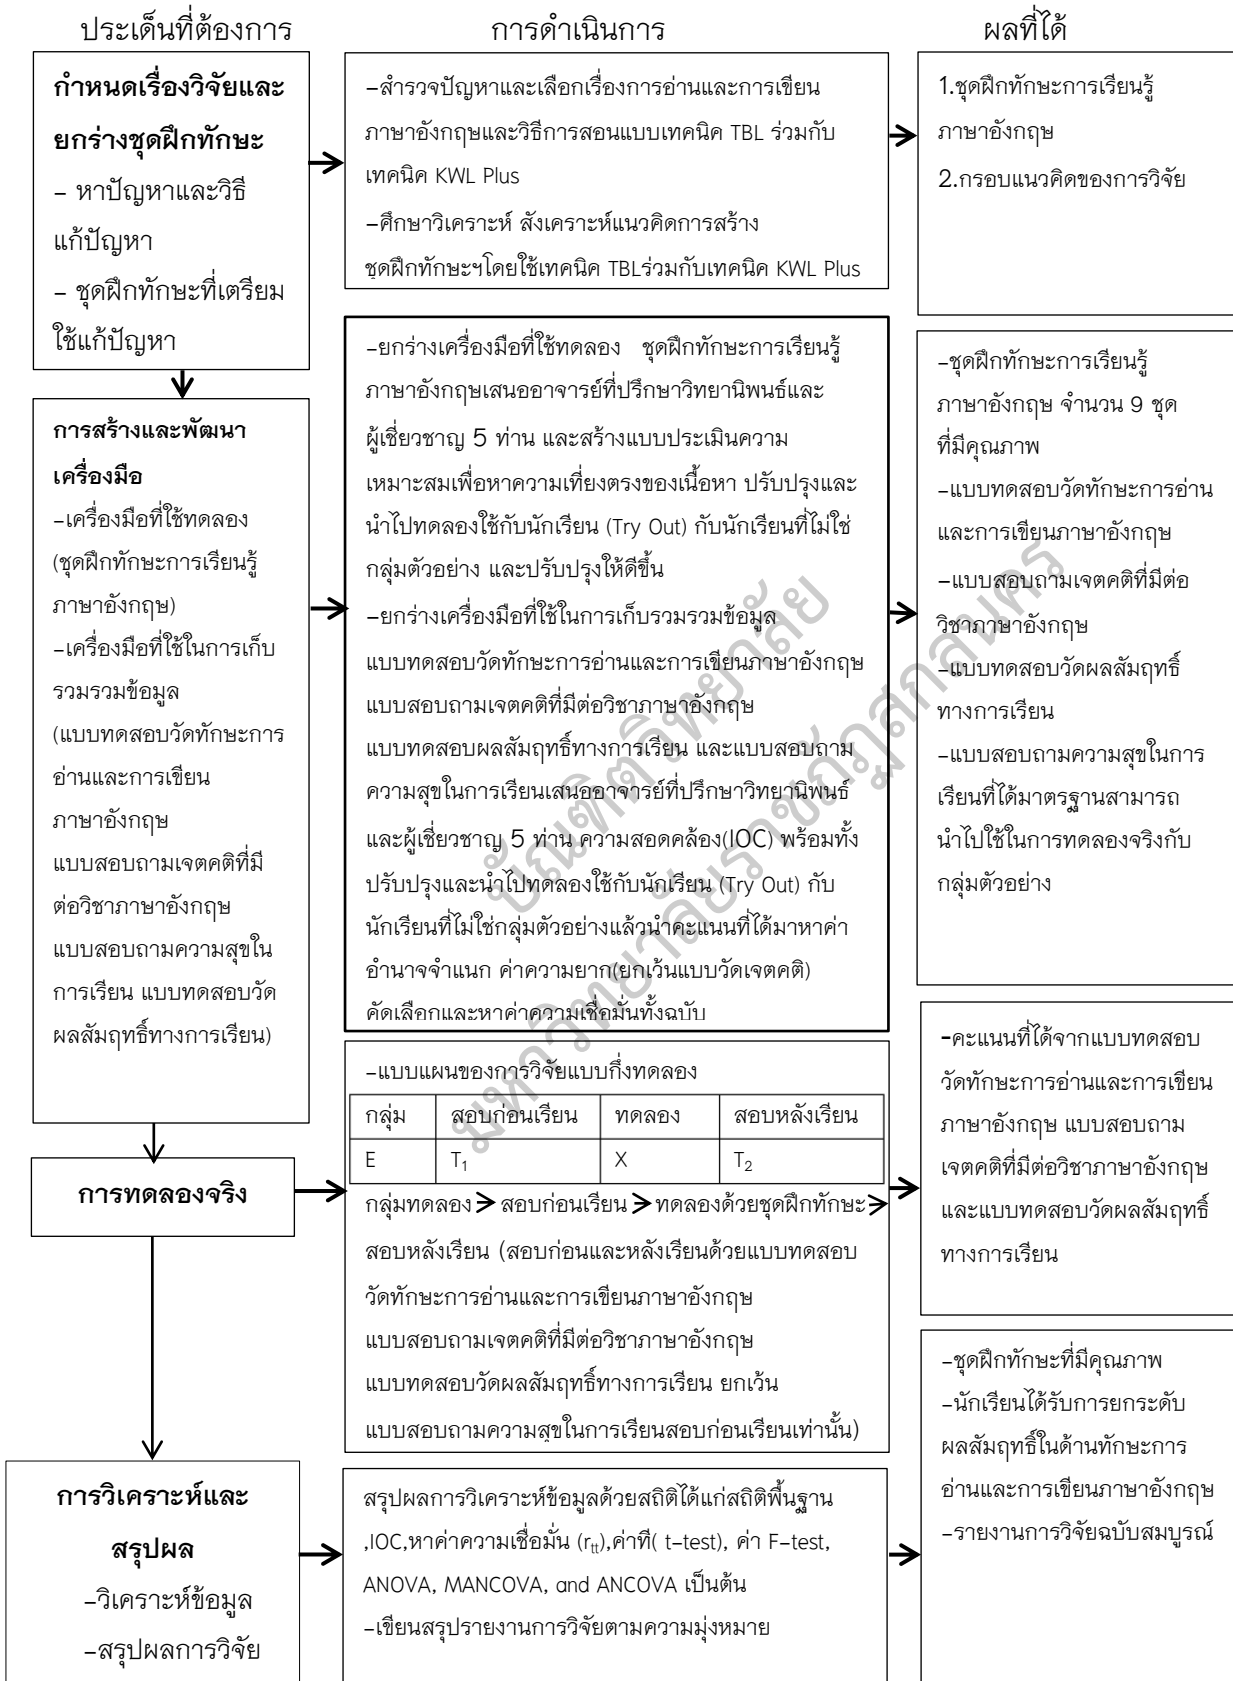 ประเด็นที่ต้องการ
การดำเนินการ
ผลที่ได้
กำหนดเรื่องวิจัยและ
ยกร่างชุดฝึกทักษะ
– หาปัญหาและวิธี
แก้ปัญหา
– ชุดฝึกทักษะที่เตรียม
ใช้แก้ปัญหา
–สำรวจปัญหาและเลือกเรื่องการอ่านและการเขียน
ภาษาอังกฤษและวิธีการสอนแบบเทคนิค TBL ร่วมกับ
เทคนิค KWL Plus
–ศึกษาวิเคราะห์ สังเคราะห์แนวคิดการสร้าง
ชุดฝึกทักษะฯโดยใช้เทคนิค TBLร่วมกับเทคนิค KWL Plus
1.ชุดฝึกทักษะการเรียนรู้
ภาษาอังกฤษ
2.กรอบแนวคิดของการวิจัย
การสร้างและพัฒนา
เครื่องมือ
–เครื่องมือที่ใช้ทดลอง
(ชุดฝึกทักษะการเรียนรู้
ภาษาอังกฤษ)
–เครื่องมือที่ใช้ในการเก็บ
รวมรวมข้อมูล
(แบบทดสอบวัดทักษะการ
อ่านและการเขียน
ภาษาอังกฤษ
แบบสอบถามเจตคติที่มี
ต่อวิชาภาษาอังกฤษ
แบบสอบถามความสุขใน
การเรียน แบบทดสอบวัด
ผลสัมฤทธิ์ทางการเรียน)
–ยกร่างเครื่องมือที่ใช้ทดลอง ชุดฝึกทักษะการเรียนรู้
ภาษาอังกฤษเสนออาจารย์ที่ปรึกษาวิทยานิพนธ์และ
ผู้เชี่ยวชาญ 5 ท่าน และสร้างแบบประเมินความ
เหมาะสมเพื่อหาความเที่ยงตรงของเนื้อหา ปรับปรุงและ
นำไปทดลองใช้กับนักเรียน (Try Out) กับนักเรียนที่ไม่ใช่
กลุ่มตัวอย่าง และปรับปรุงให้ดีขึ้น
–ยกร่างเครื่องมือที่ใช้ในการเก็บรวมรวมข้อมูล
แบบทดสอบวัดทักษะการอ่านและการเขียนภาษาอังกฤษ
แบบสอบถามเจตคติที่มีต่อวิชาภาษาอังกฤษ
แบบทดสอบผลสัมฤทธิ์ทางการเรียน และแบบสอบถาม
ความสุขในการเรียนเสนออาจารย์ที่ปรึกษาวิทยานิพนธ์
และผู้เชี่ยวชาญ 5 ท่าน ความสอดคล้อง(IOC) พร้อมทั้ง
ปรับปรุงและนำไปทดลองใช้กับนักเรียน (Try Out) กับ
นักเรียนที่ไม่ใช่กลุ่มตัวอย่างแล้วนำคะแนนที่ได้มาหาค่า
อำนาจจำแนก ค่าความยาก(ยกเว้นแบบวัดเจตคติ)
คัดเลือกและหาค่าความเชื่อมั่นทั้งฉบับ
–ชุดฝึกทักษะการเรียนรู้
ภาษาอังกฤษ จำนวน 9 ชุด
ที่มีคุณภาพ
–แบบทดสอบวัดทักษะการอ่าน
และการเขียนภาษาอังกฤษ
–แบบสอบถามเจตคติที่มีต่อ
วิชาภาษาอังกฤษ
–แบบทดสอบวัดผลสัมฤทธิ์
ทางการเรียน
–แบบสอบถามความสุขในการ
เรียนที่ได้มาตรฐานสามารถ
นำไปใช้ในการทดลองจริงกับ
กลุ่มตัวอย่าง
บัณฑิตวิทยาลัย
มหาวิทยาลัยราชภัฏสกลนคร
การทดลองจริง
–แบบแผนของการวิจัยแบบกึ่งทดลอง
กลุ่ม สอบก่อนเรียน ทดลอง สอบหลังเรียน
E T1 X T2
กลุ่มทดลอง สอบก่อนเรียน ทดลองด้วยชุดฝึกทักษะ
สอบหลังเรียน (สอบก่อนและหลังเรียนด้วยแบบทดสอบ
วัดทักษะการอ่านและการเขียนภาษาอังกฤษ
แบบสอบถามเจตคติที่มีต่อวิชาภาษาอังกฤษ
แบบทดสอบวัดผลสัมฤทธิ์ทางการเรียน ยกเว้น
แบบสอบถามความสุขในการเรียนสอบก่อนเรียนเท่านั้น)
–คะแนนที่ได้จากแบบทดสอบ
วัดทักษะการอ่านและการเขียน
ภาษาอังกฤษ แบบสอบถาม
เจตคติที่มีต่อวิชาภาษาอังกฤษ
และแบบทดสอบวัดผลสัมฤทธิ์
ทางการเรียน
การวิเคราะห์และ
สรุปผล
–วิเคราะห์ข้อมูล
–สรุปผลการวิจัย
สรุปผลการวิเคราะห์ข้อมูลด้วยสถิติได้แก่สถิติพื้นฐาน
,IOC,หาค่าความเชื่อมั่น (rtt),ค่าที( t–test), ค่า F–test,
ANOVA, MANCOVA, and ANCOVA เป็นต้น
–เขียนสรุปรายงานการวิจัยตามความมุ่งหมาย
–ชุดฝึกทักษะที่มีคุณภาพ
–นักเรียนได้รับการยกระดับ
ผลสัมฤทธิ์ในด้านทักษะการ
อ่านและการเขียนภาษาอังกฤษ
–รายงานการวิจัยฉบับสมบูรณ์